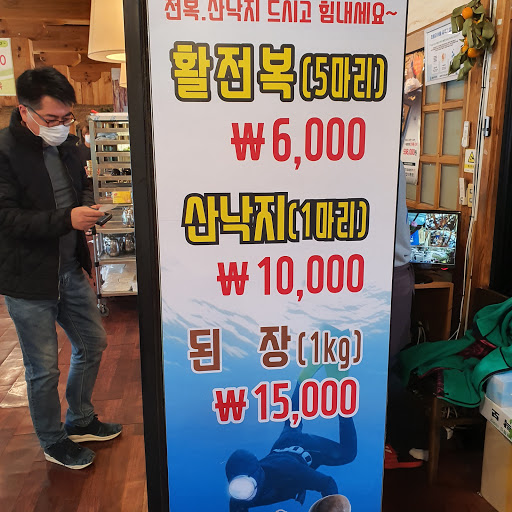 전복.산낙지 드시고 힘내세요~
활전복(5마리)
₩6,000
산낙지(1마리)
₩10,000
된 장(1kg)
₩15,000